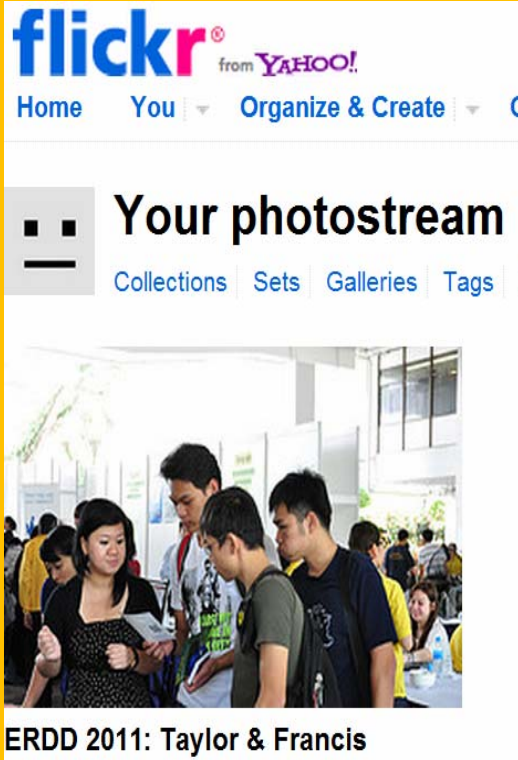 flickr® from YAHOO!
Home You Organize & Create
Your photostream
Collections Sets Galleries Tags
ERDD 2011: Taylor & Francis